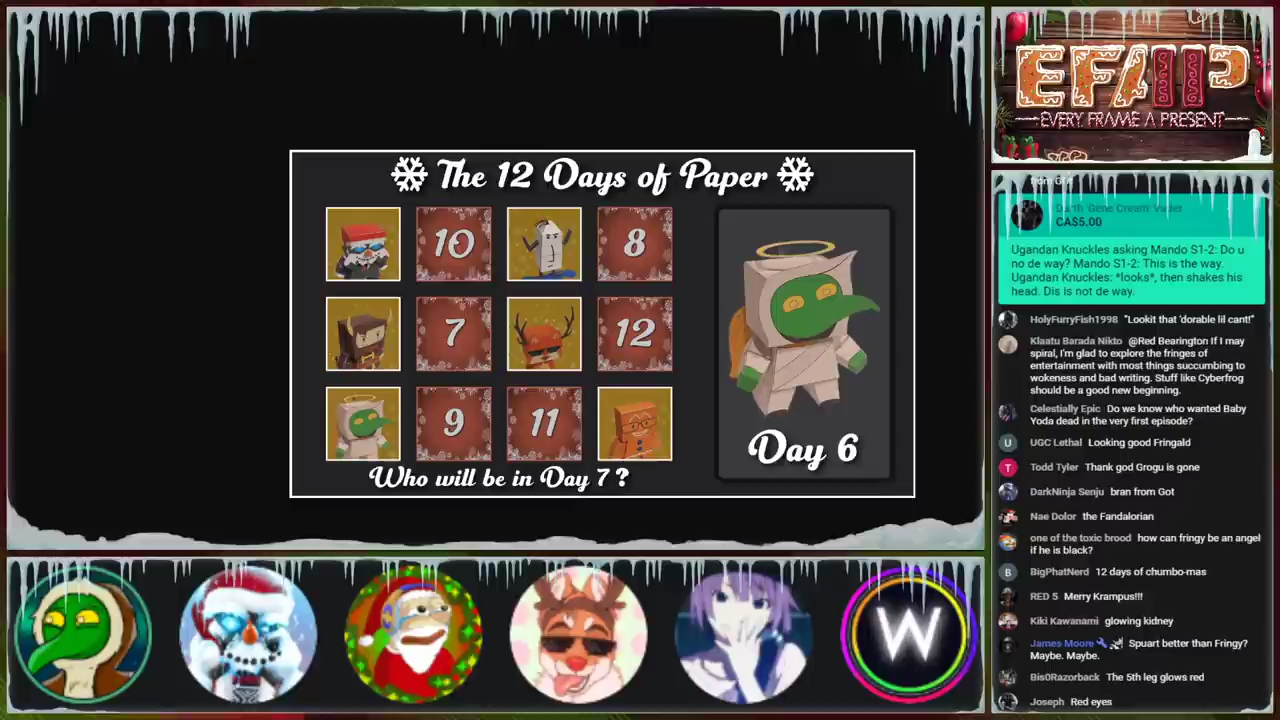 The 12 Days of Paper
10
8
7
12
9
11
Who will be in Day 7 ?
Day 6
W
EFAP
EVERY FRAME A PRESENT
Darth 'Gene Cream' Vader
CA$5.00
Ugandan Knuckles asking Mando S1-2: Do u
no de way? Mando S1-2: This is the way.
Ugandan Knuckles: *looks*, then shakes his
head. Dis is not de way.
HolyFurryFish1998 "Lookit that 'dorable lil cant!"
Klaatu Barada Nikto @Red Bearington If I may
spiral, I'm glad to explore the fringes of
entertainment with most things succumbing to
wokeness and bad writing. Stuff like Cyberfrog
should be a good new beginning.
Celestially Epic Do we know who wanted Baby
Yoda dead in the very first episode?
U UGC Lethal Looking good Fringald
T Todd Tyler Thank god Grogu is gone
DarkNinja Senju bran from Got
Nae Dolor the Fandalorian
one of the toxic brood how can fringy be an angel
if he is black?
B BigPhatNerd 12 days of chumbo-mas
RED 5 Merry Krampus!!!
Kiki Kawanami glowing kidney
James Moore Spuart better than Fringy?
Maybe. Maybe.
Bis0Razorback The 5th leg glows red
Joseph Red eyes